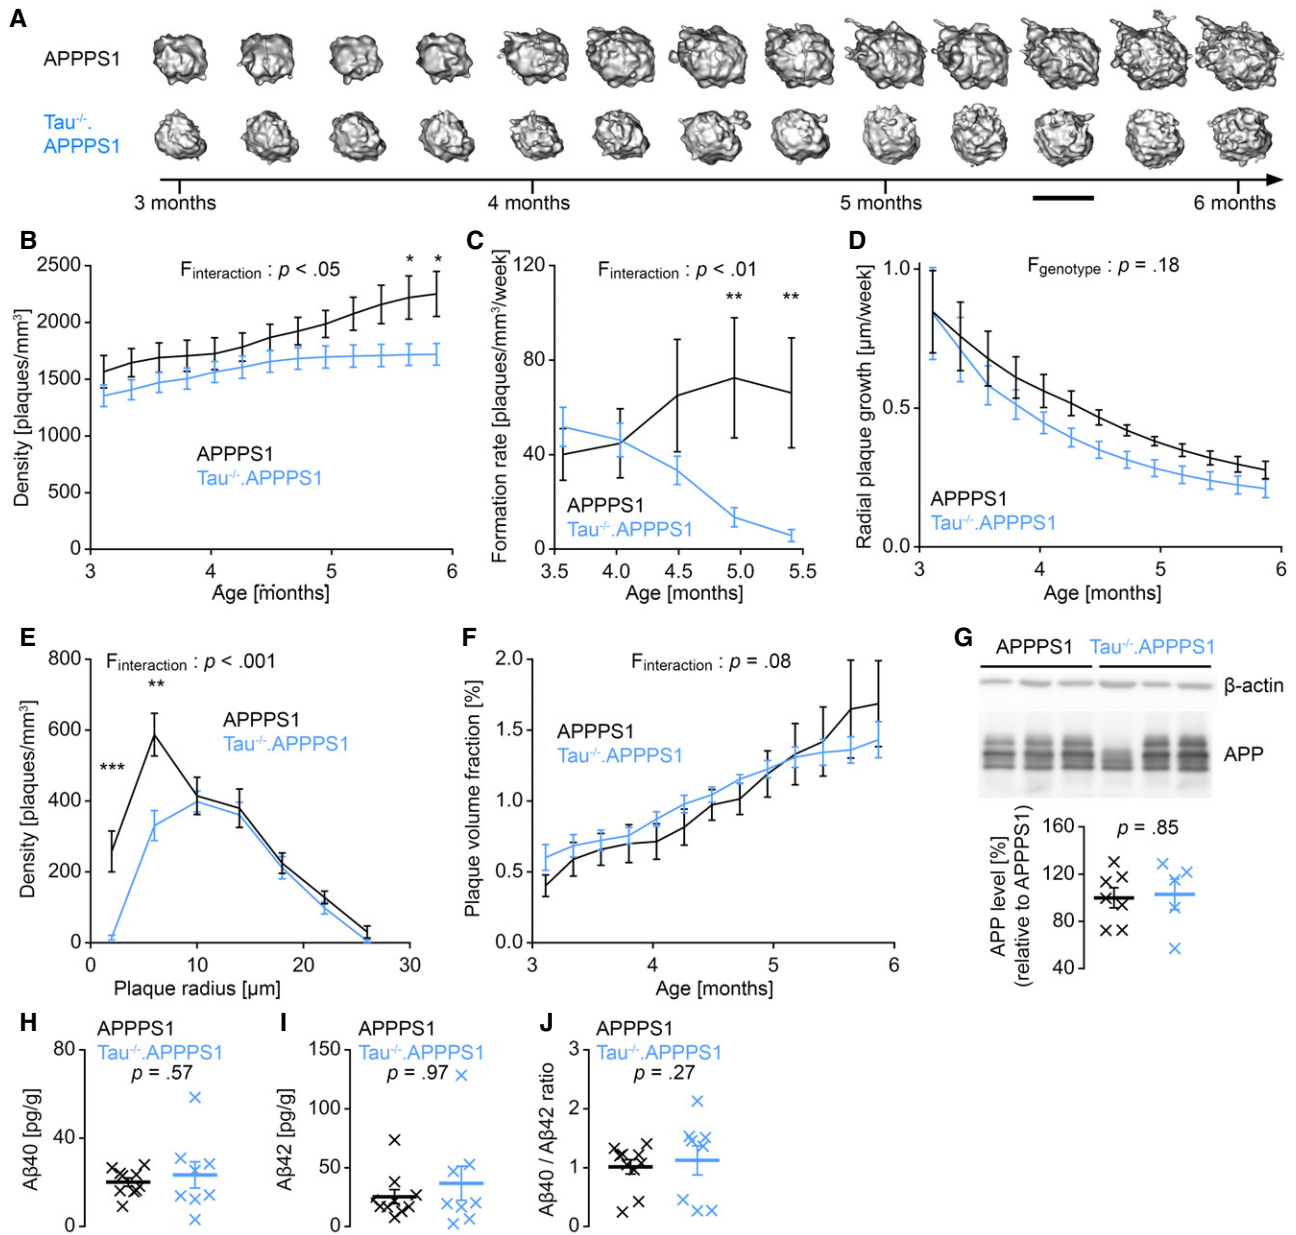 A
APPPS1
Tau-/-.
APPPS1
3 months
4 months
5 months
6 months
B
Density [plaques/mm³]
2500
2000
1500
1000
500
0
Finteraction : p < .05
* *
APPPS1
Tau-/-.APPPS1
3 4 5 6
Age [months]
C
Formation rate [plaques/mm³/week]
120
80
40
0
Finteraction : p < .01
** **
APPPS1
Tau-/-.APPPS1
3.5 4.0 4.5 5.0 5.5
Age [months]
D
Radial plaque growth [µm/week]
1.0
0.5
0.0
Fgenotype : p = .18
APPPS1
Tau-/-.APPPS1
3 4 5 6
Age [months]
E
Density [plaques/mm³]
800
600
400
200
0
Finteraction : p < .001
**
***
APPPS1
Tau-/-.APPPS1
0 10 20 30
Plaque radius [µm]
F
Plaque volume fraction [%]
2.0
1.5
1.0
0.5
0.0
Finteraction : p = .08
APPPS1
Tau-/-.APPPS1
3 4 5 6
Age [months]
G
APPPS1 Tau-/-.APPPS1
β-actin
APP
APP level [%]
(relative to APPPS1)
160
120
80
40
p = .85
H
APPPS1
Tau-/-.APPPS1
p = .57
Aβ40 [pg/g]
80
40
0
I
APPPS1
Tau-/-.APPPS1
p = .97
Aβ42 [pg/g]
150
100
50
0
J
APPPS1
Tau-/-.APPPS1
p = .27
Aβ40 / Aβ42 ratio
3
2
1
0